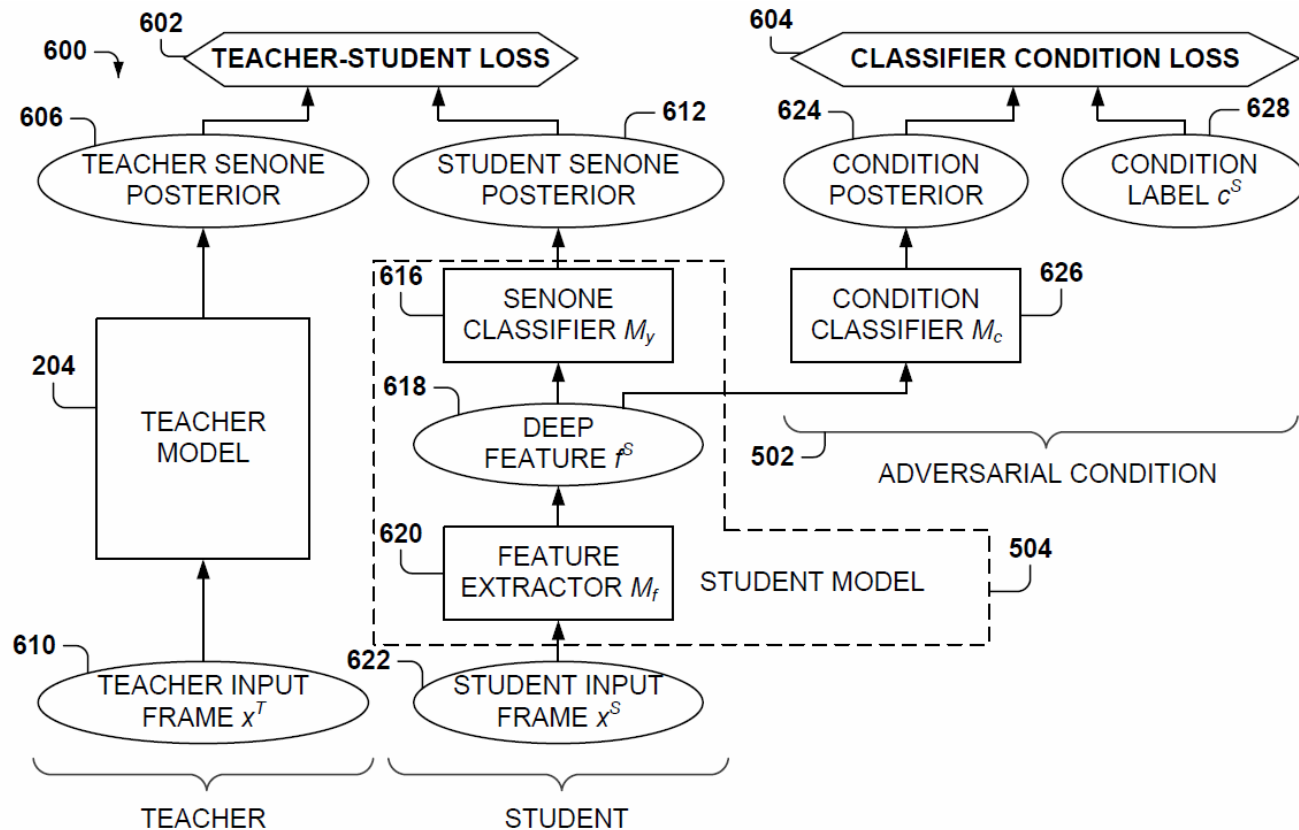 602
TEACHER-STUDENT LOSS
604
CLASSIFIER CONDITION LOSS
600
606
TEACHER SENONE
POSTERIOR
612
STUDENT SENONE
POSTERIOR
624
CONDITION
POSTERIOR
628
CONDITION
LABEL c^S
616
SENONE
CLASSIFIER M_y
626
CONDITION
CLASSIFIER M_c
204
TEACHER
MODEL
618
DEEP
FEATURE f^S
502
ADVERSARIAL CONDITION
620
FEATURE
EXTRACTOR M_f
STUDENT MODEL
504
610
TEACHER INPUT
FRAME x^T
622
STUDENT INPUT
FRAME x^S
TEACHER
STUDENT